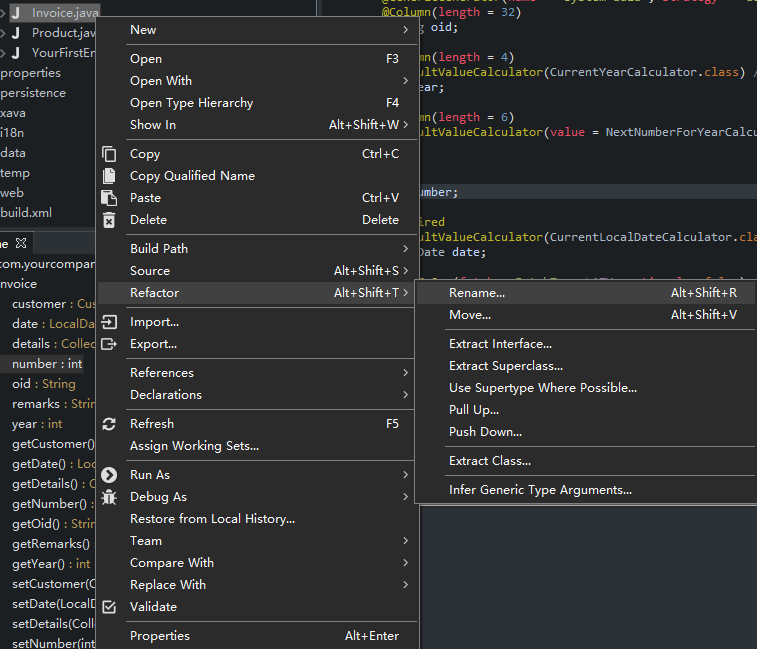 Invoice.java
Product.jav
YourFirstEn
properties
persistence
xava
i18n
data
temp
web
build.xml
ne
com.yourcompan
nvoice
customer : Cus
date : LocalDa
details : Collec
number : int
oid : String
remarks : Strin
year : int
getCustomer()
getDate() : Loc
getDetails() : C
getNumber() :
getOid() : Strin
getRemarks()
getYear() : int
setCustomer(C
setDate(LocalD
setDetails(Colle
setNumber(int
New
Open F3
Open With
Open Type Hierarchy F4
Show In Alt+Shift+W
Copy Ctrl+C
Copy Qualified Name
Paste Ctrl+V
Delete Delete
Build Path
Source Alt+Shift+S
Refactor Alt+Shift+T
Import...
Export...
References
Declarations
Refresh F5
Assign Working Sets...
Run As
Debug As
Restore from Local History...
Team
Compare With
Replace With
Validate
Properties Alt+Enter
@Column(length = 32)
g oid;
mn(length = 4)
ultValueCalculator(CurrentYearCalculator.class) /
ear;
mn(length = 6)
ultValueCalculator(value = NextNumberForYearCalcu
umber;
ired
ultValueCalculator(CurrentLocalDateCalculator.cla
Date date;
Rename... Alt+Shift+R
Move... Alt+Shift+V
Extract Interface...
Extract Superclass...
Use Supertype Where Possible...
Pull Up...
Push Down...
Extract Class...
Infer Generic Type Arguments...